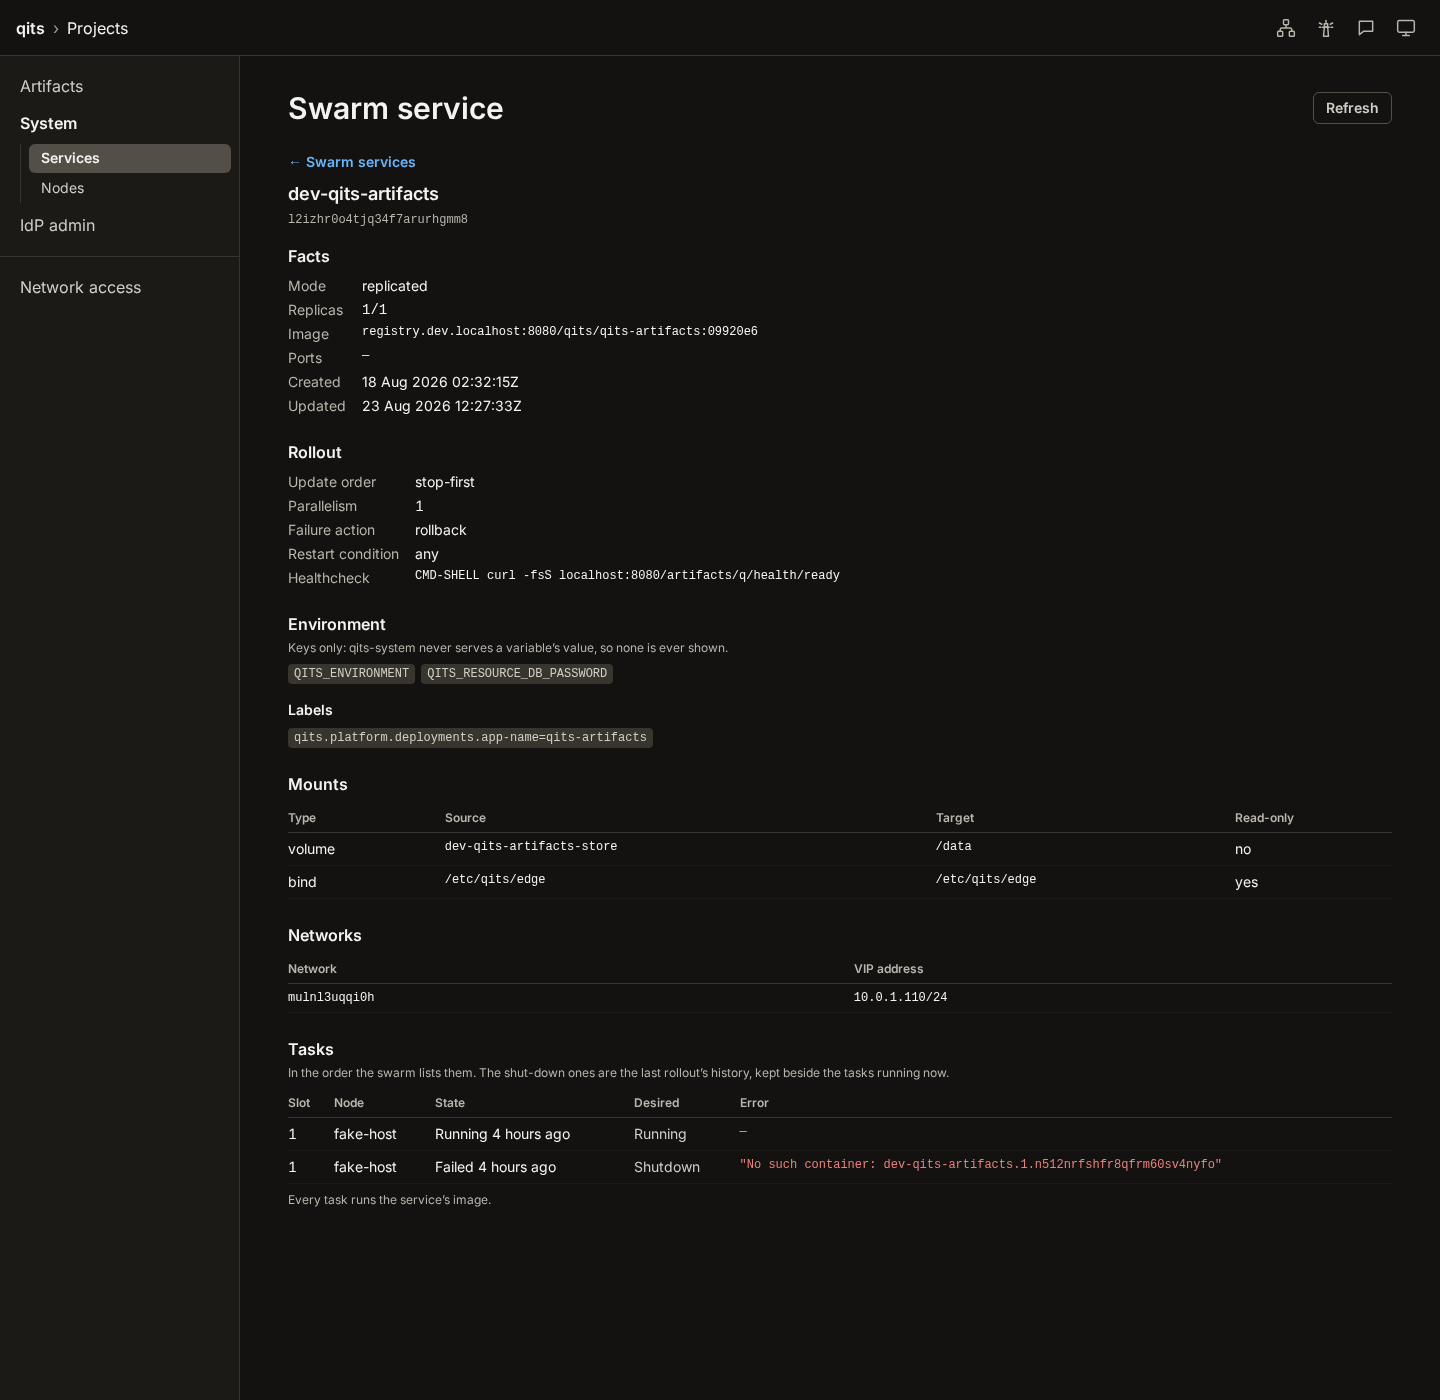 qits › Projects
Artifacts
System
Services
Nodes
IdP admin
Network access
Swarm service
Refresh
← Swarm services
dev-qits-artifacts
l2izhr0o4tjq34f7arurhgmm8
Facts
Mode replicated
Replicas 1/1
Image registry.dev.localhost:8080/qits/qits-artifacts:09920e6
Ports —
Created 18 Aug 2026 02:32:15Z
Updated 23 Aug 2026 12:27:33Z
Rollout
Update order stop-first
Parallelism 1
Failure action rollback
Restart condition any
Healthcheck CMD-SHELL curl -fsS localhost:8080/artifacts/q/health/ready
Environment
Keys only: qits-system never serves a variable’s value, so none is ever shown.
QITS_ENVIRONMENT QITS_RESOURCE_DB_PASSWORD
Labels
qits.platform.deployments.app-name=qits-artifacts
Mounts
Type Source Target Read-only
volume dev-qits-artifacts-store /data no
bind /etc/qits/edge /etc/qits/edge yes
Networks
Network VIP address
mulnl3uqqi0h 10.0.1.110/24
Tasks
In the order the swarm lists them. The shut-down ones are the last rollout’s history, kept beside the tasks running now.
Slot Node State Desired Error
1 fake-host Running 4 hours ago Running —
1 fake-host Failed 4 hours ago Shutdown "No such container: dev-qits-artifacts.1.n512nrfshfr8qfrm60sv4nyfo"
Every task runs the service’s image.